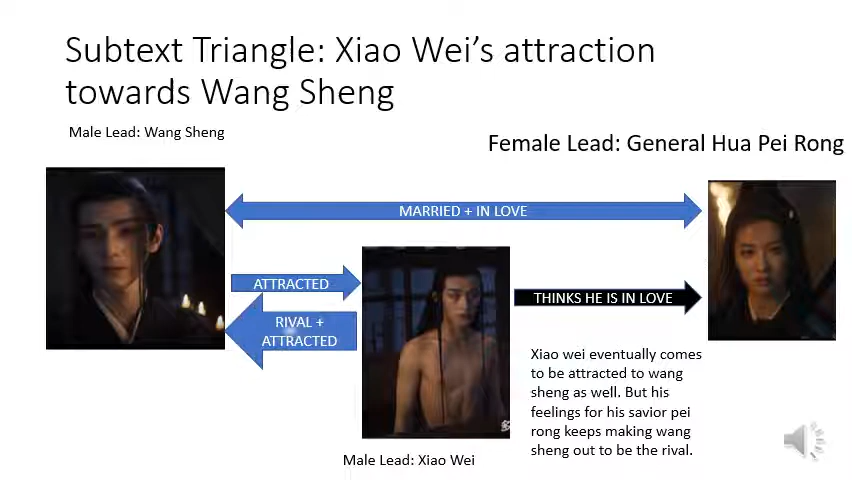 Subtext Triangle: Xiao Wei’s attraction
towards Wang Sheng
Male Lead: Wang Sheng
Female Lead: General Hua Pei Rong
MARRIED + IN LOVE
ATTRACTED
THINKS HE IS IN LOVE
RIVAL +
ATTRACTED
Xiao wei eventually comes
to be attracted to wang
sheng as well. But his
feelings for his savior pei
rong keeps making wang
sheng out to be the rival.
Male Lead: Xiao Wei